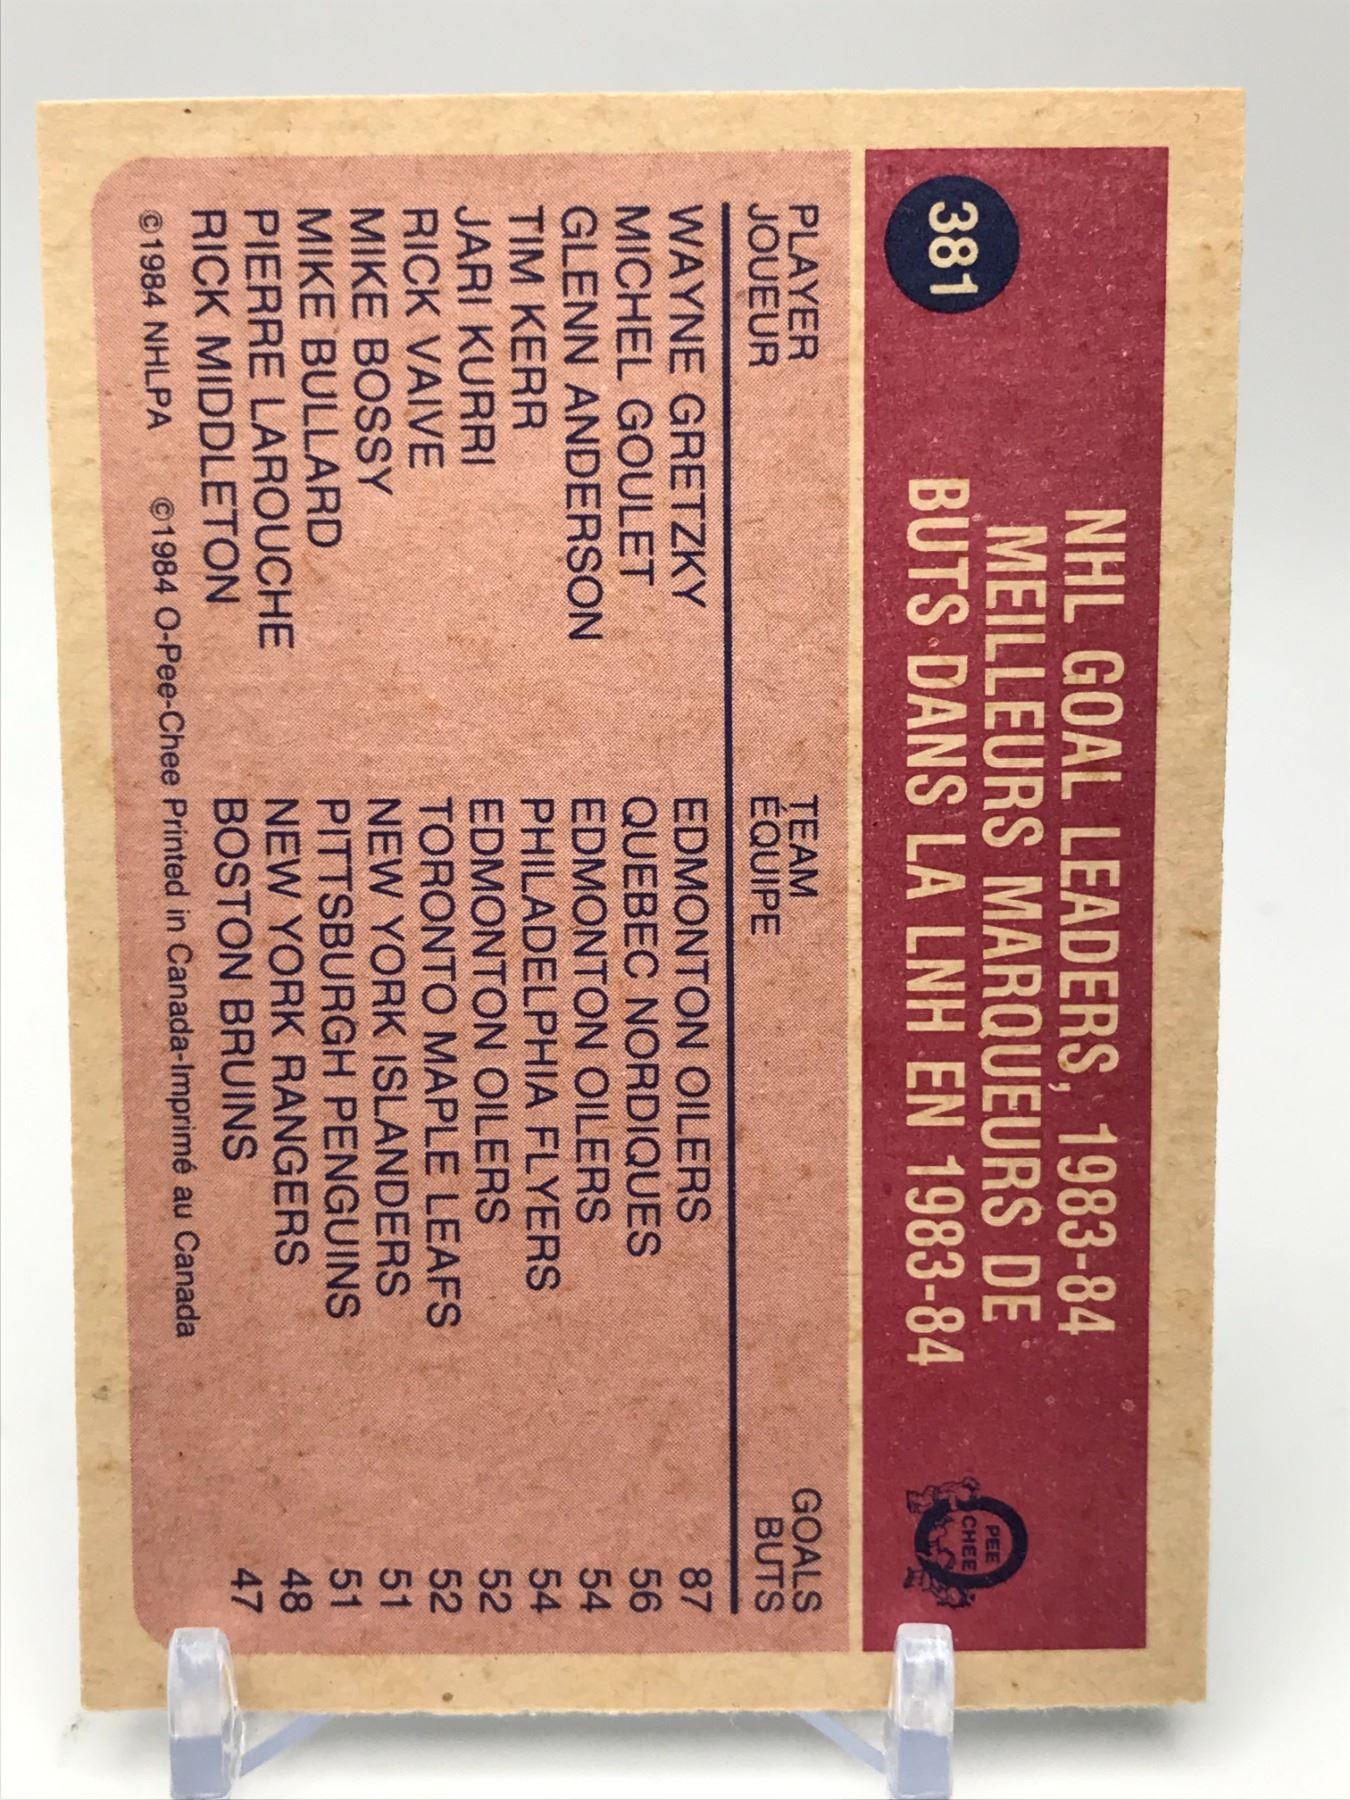 381
NHL GOAL LEADERS, 1983-84
MEILLEURS MARQUEURS DE
BUTS DANS LA LNH EN 1983-84
O
PEE
CHEE
PLAYER TEAM GOALS
JOUEUR ÉQUIPE BUTS
WAYNE GRETZKY EDMONTON OILERS 87
MICHEL GOULET QUEBEC NORDIQUES 56
GLENN ANDERSON EDMONTON OILERS 54
TIM KERR PHILADELPHIA FLYERS 54
JARI KURRI EDMONTON OILERS 52
RICK VAIVE TORONTO MAPLE LEAFS 52
MIKE BOSSY NEW YORK ISLANDERS 51
MIKE BULLARD PITTSBURGH PENGUINS 51
PIERRE LAROUCHE NEW YORK RANGERS 48
RICK MIDDLETON BOSTON BRUINS 47
©1984 NHLPA ©1984 O-Pee-Chee Printed in Canada-Imprimé au Canada